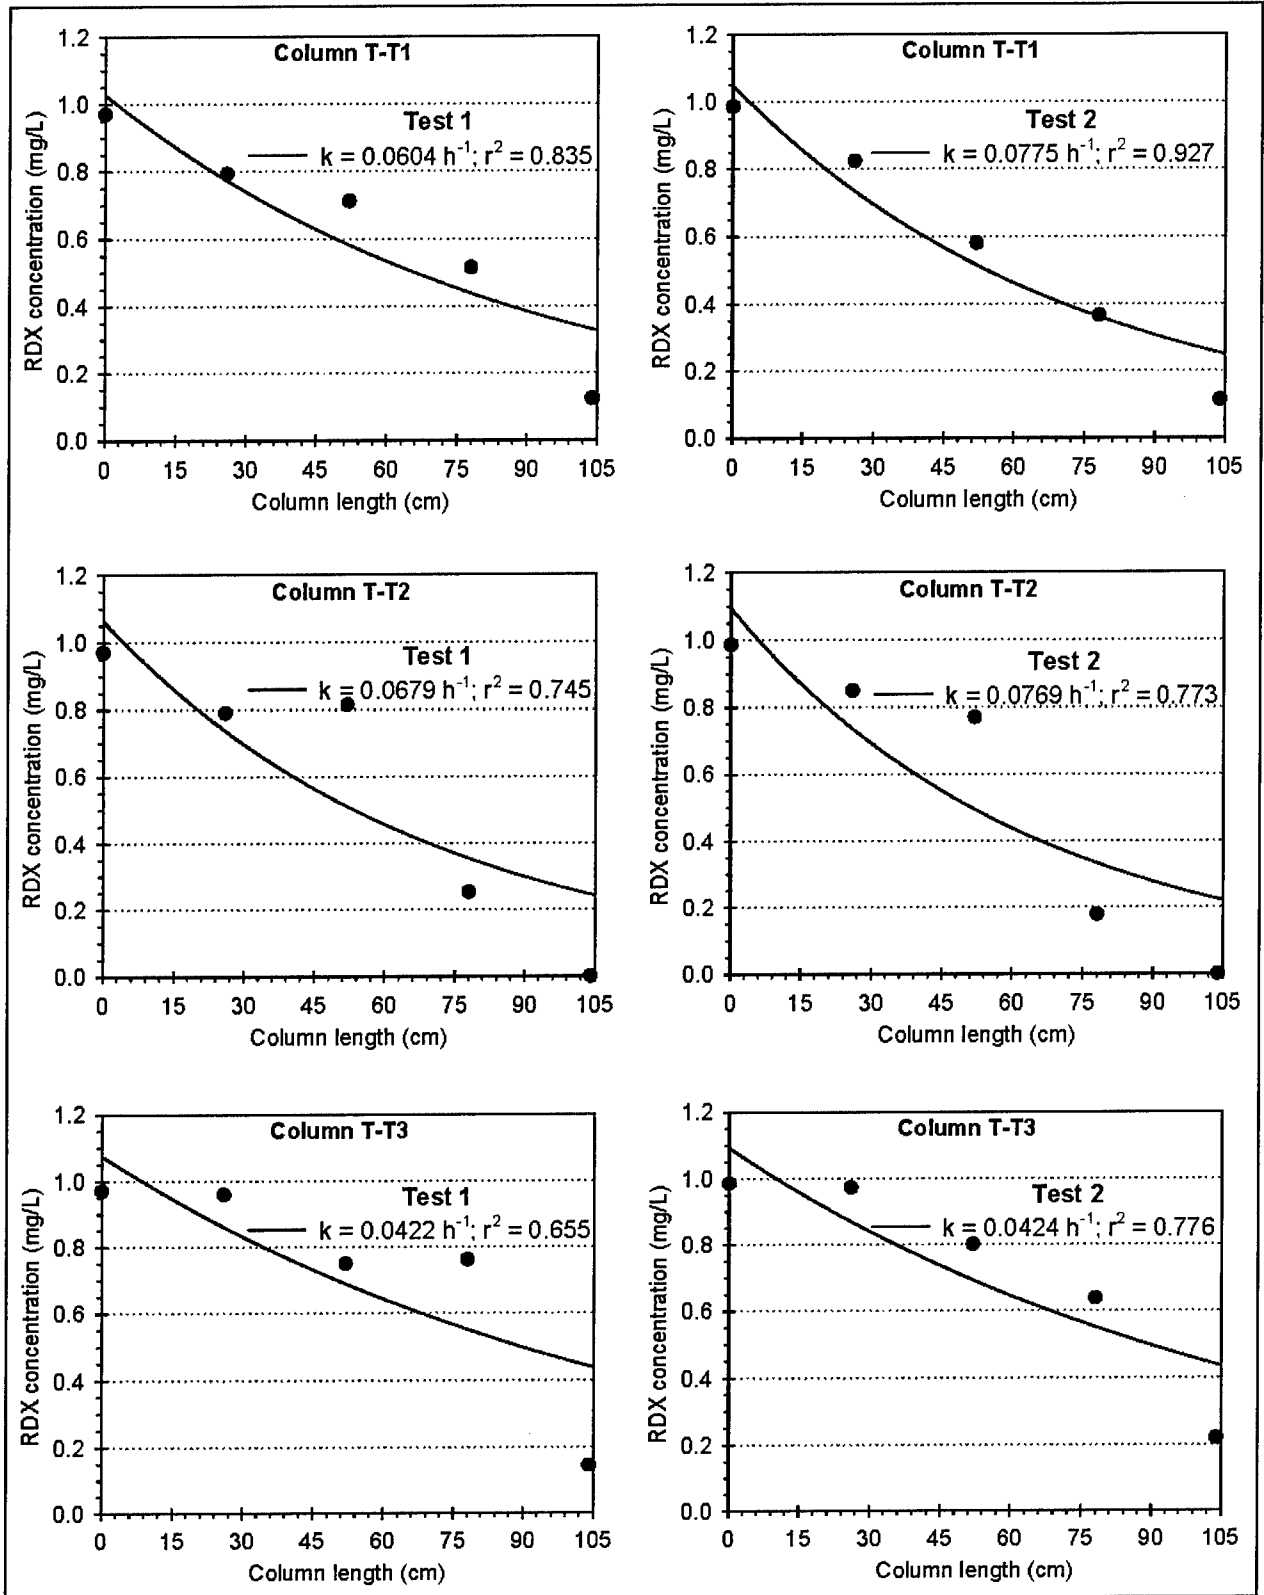 Column T-T1
Test 1
k = 0.0604 h⁻¹; r² = 0.835
RDX concentration (mg/L)
1.2
1.0
0.8
0.6
0.4
0.2
0.0
0 15 30 45 60 75 90 105
Column length (cm)
Column T-T1
Test 2
k = 0.0775 h⁻¹; r² = 0.927
RDX concentration (mg/L)
1.2
1.0
0.8
0.6
0.4
0.2
0.0
0 15 30 45 60 75 90 105
Column length (cm)
Column T-T2
Test 1
k = 0.0679 h⁻¹; r² = 0.745
RDX concentration (mg/L)
1.2
1.0
0.8
0.6
0.4
0.2
0.0
0 15 30 45 60 75 90 105
Column length (cm)
Column T-T2
Test 2
k = 0.0769 h⁻¹; r² = 0.773
RDX concentration (mg/L)
1.2
1.0
0.8
0.6
0.4
0.2
0.0
0 15 30 45 60 75 90 105
Column length (cm)
Column T-T3
Test 1
k = 0.0422 h⁻¹; r² = 0.655
RDX concentration (mg/L)
1.2
1.0
0.8
0.6
0.4
0.2
0.0
0 15 30 45 60 75 90 105
Column length (cm)
Column T-T3
Test 2
k = 0.0424 h⁻¹; r² = 0.776
RDX concentration (mg/L)
1.2
1.0
0.8
0.6
0.4
0.2
0.0
0 15 30 45 60 75 90 105
Column length (cm)